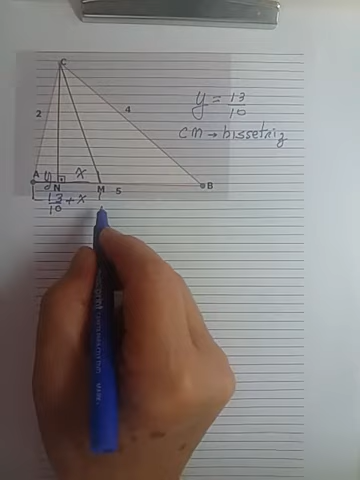 C
y = 13/10
2
4
CM → bissetriz
A
y
x
N
M
5
B
13/10 + x